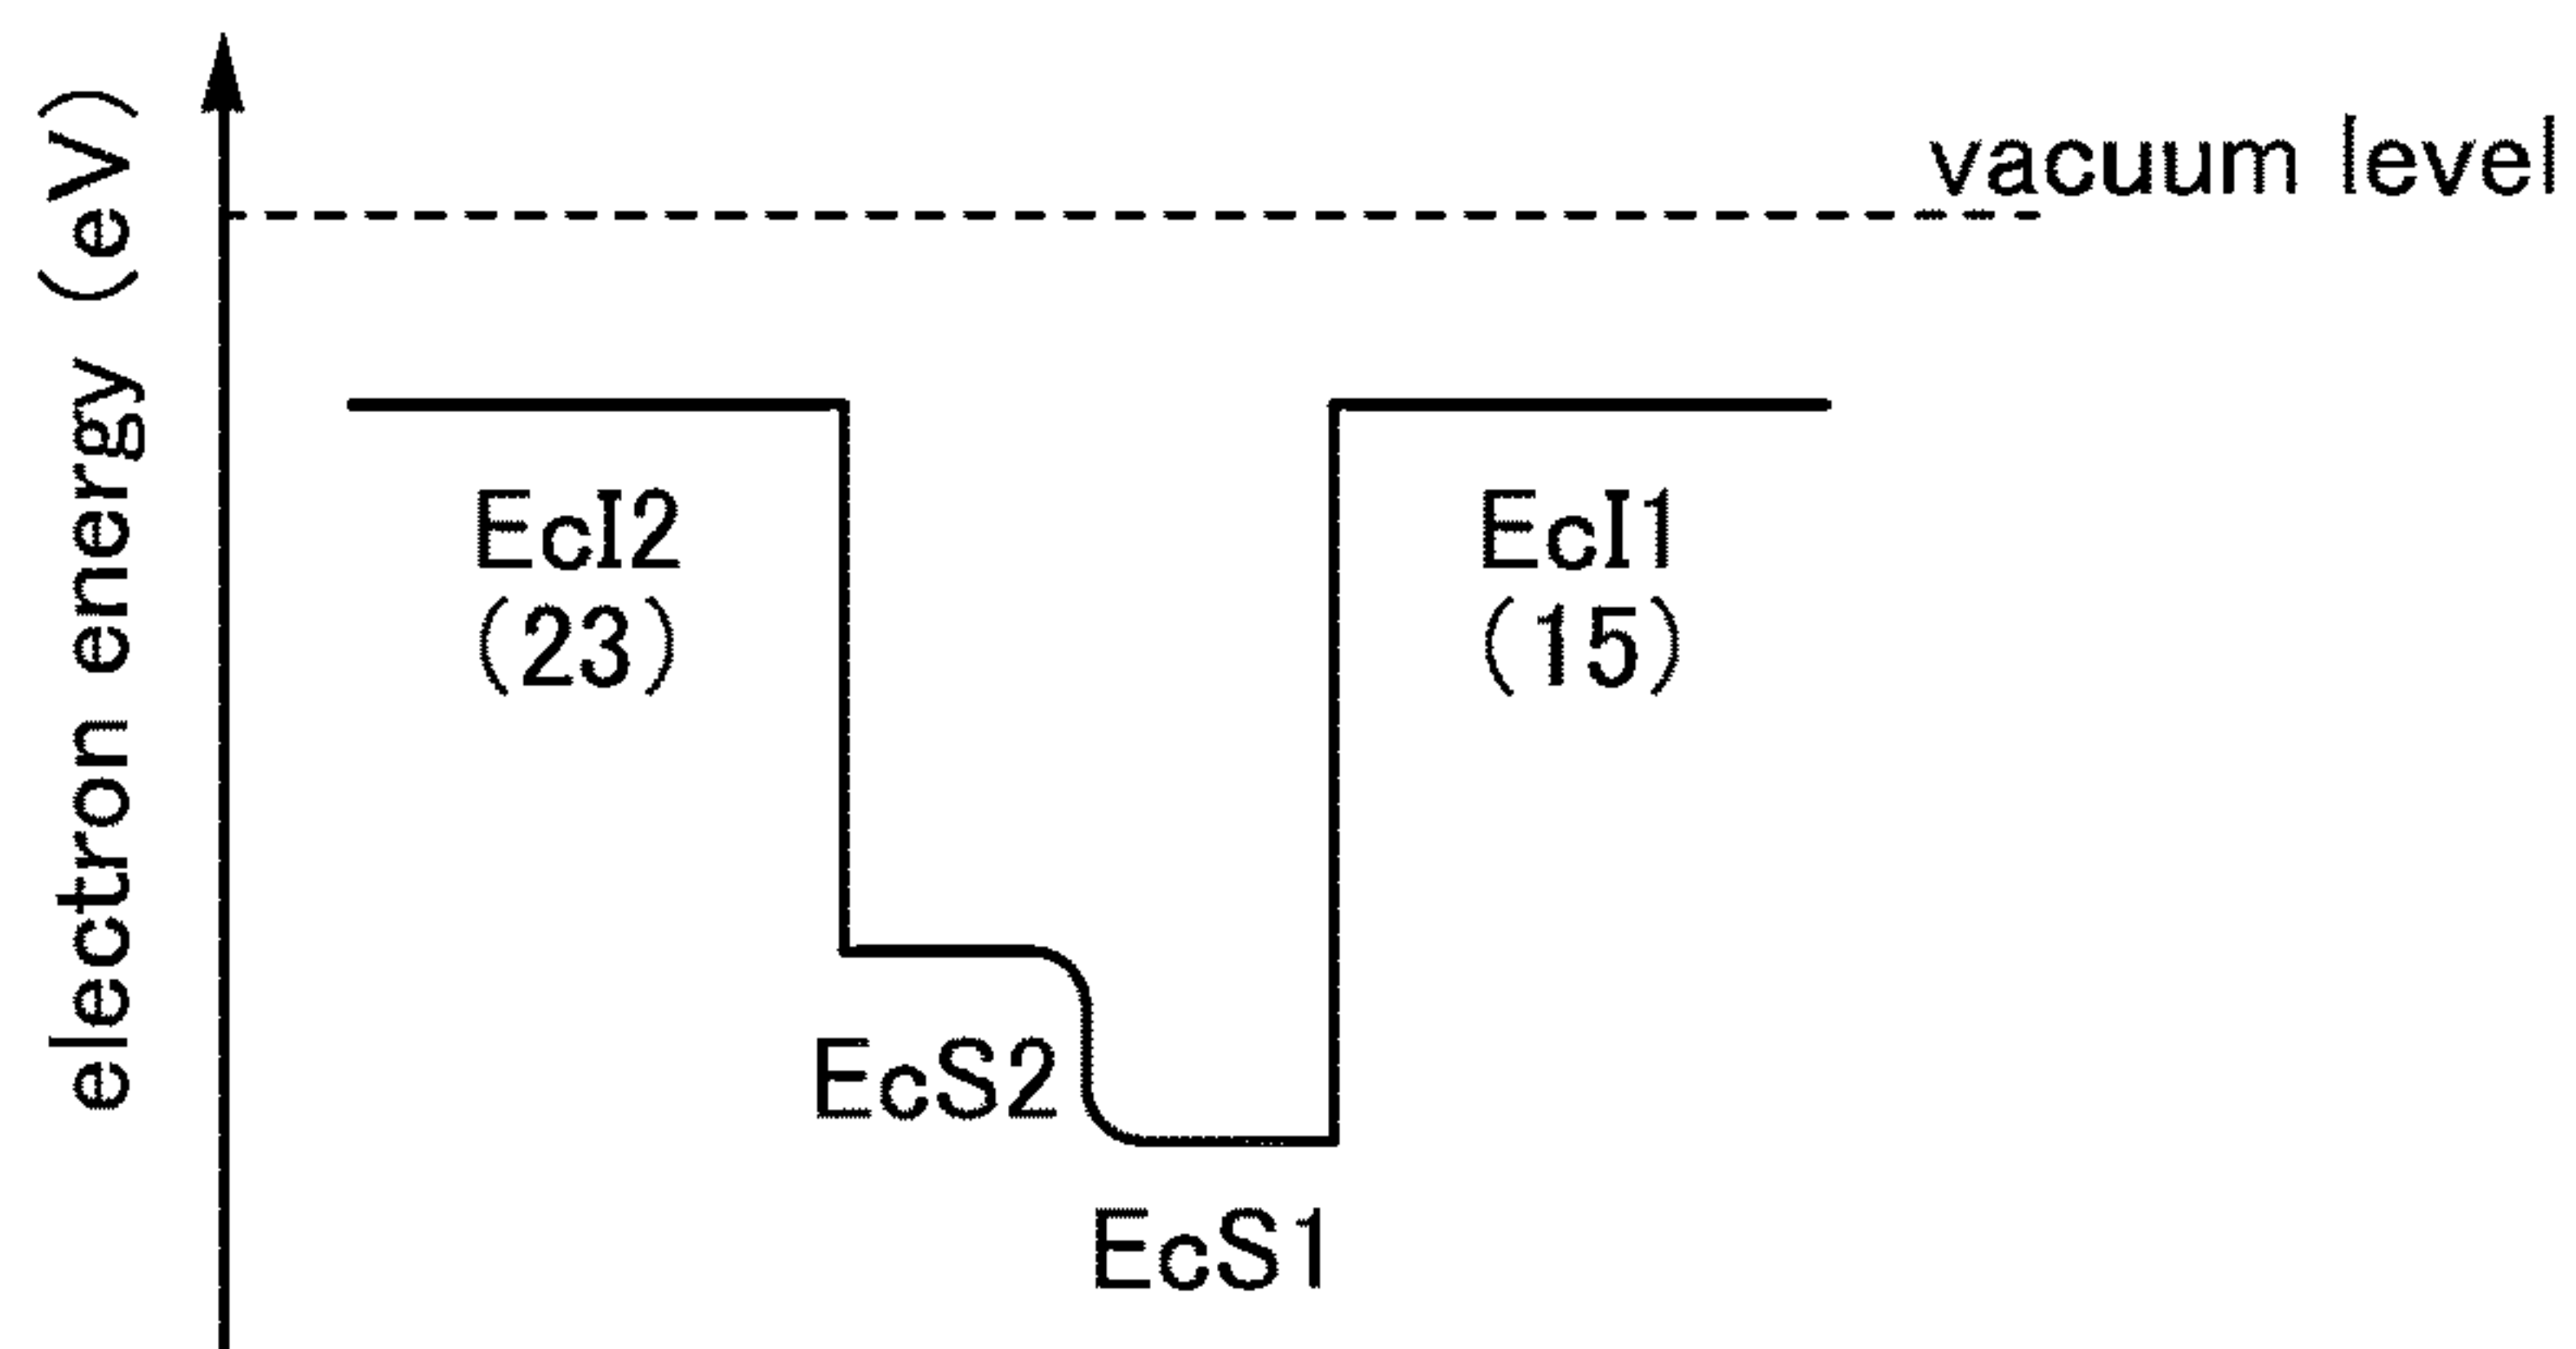 electron energy (eV)
vacuum level
EcI2
(23)
EcI1
(15)
EcS2
EcS1